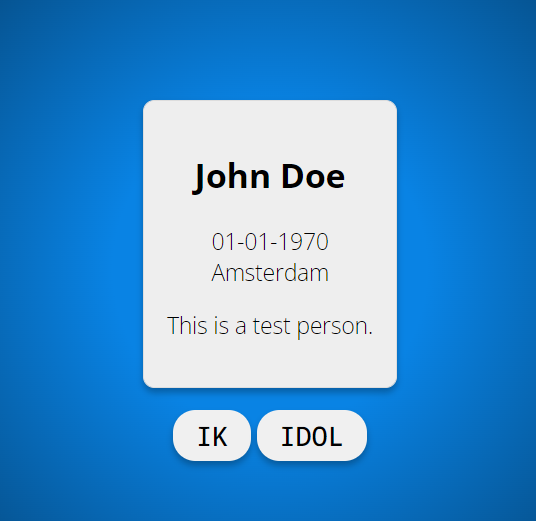 John Doe
01-01-1970
Amsterdam
This is a test person.
IK IDOL